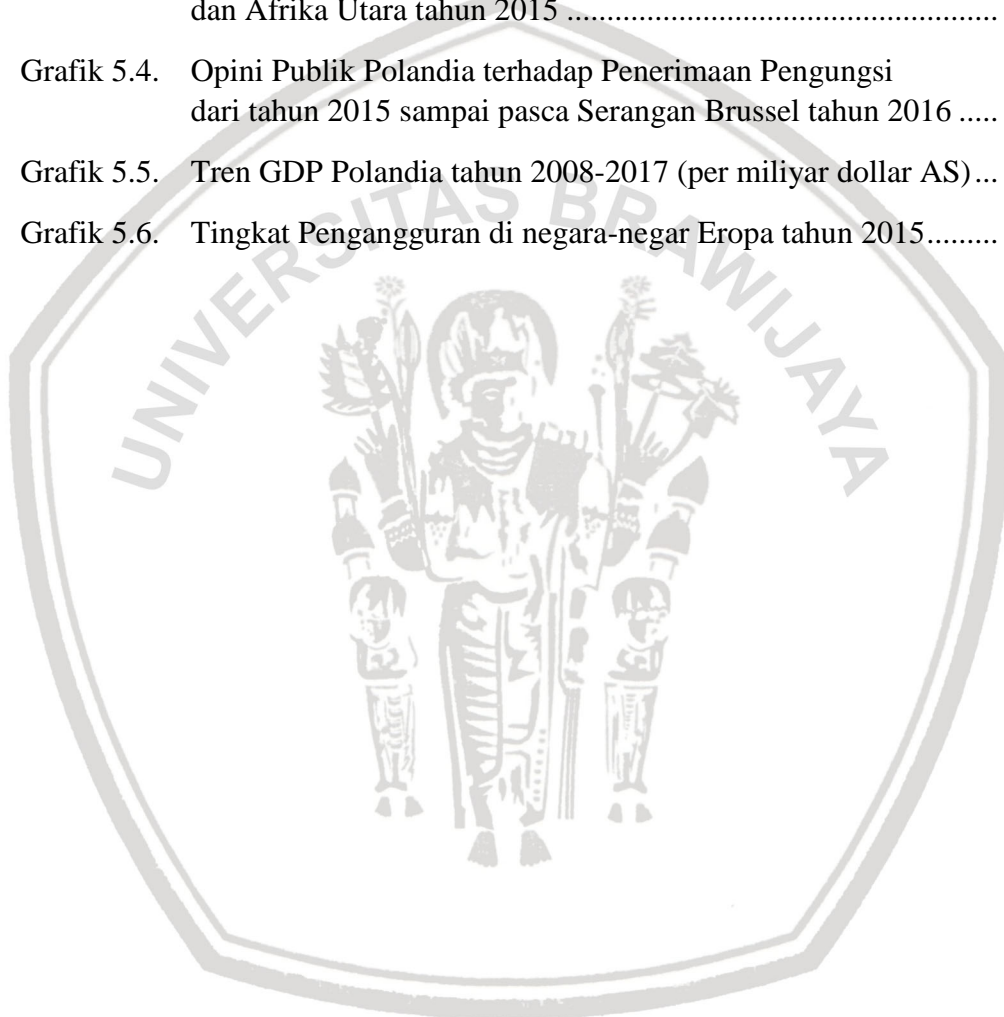 dan Afrika Utara tahun 2015 ......................................................
Grafik 5.4. Opini Publik Polandia terhadap Penerimaan Pengungsi
dari tahun 2015 sampai pasca Serangan Brussel tahun 2016 .....
Grafik 5.5. Tren GDP Polandia tahun 2008-2017 (per miliyar dollar AS)...
Grafik 5.6. Tingkat Pengangguran di negara-negar Eropa tahun 2015.........
UNIVERSITAS BRAWIJAYA